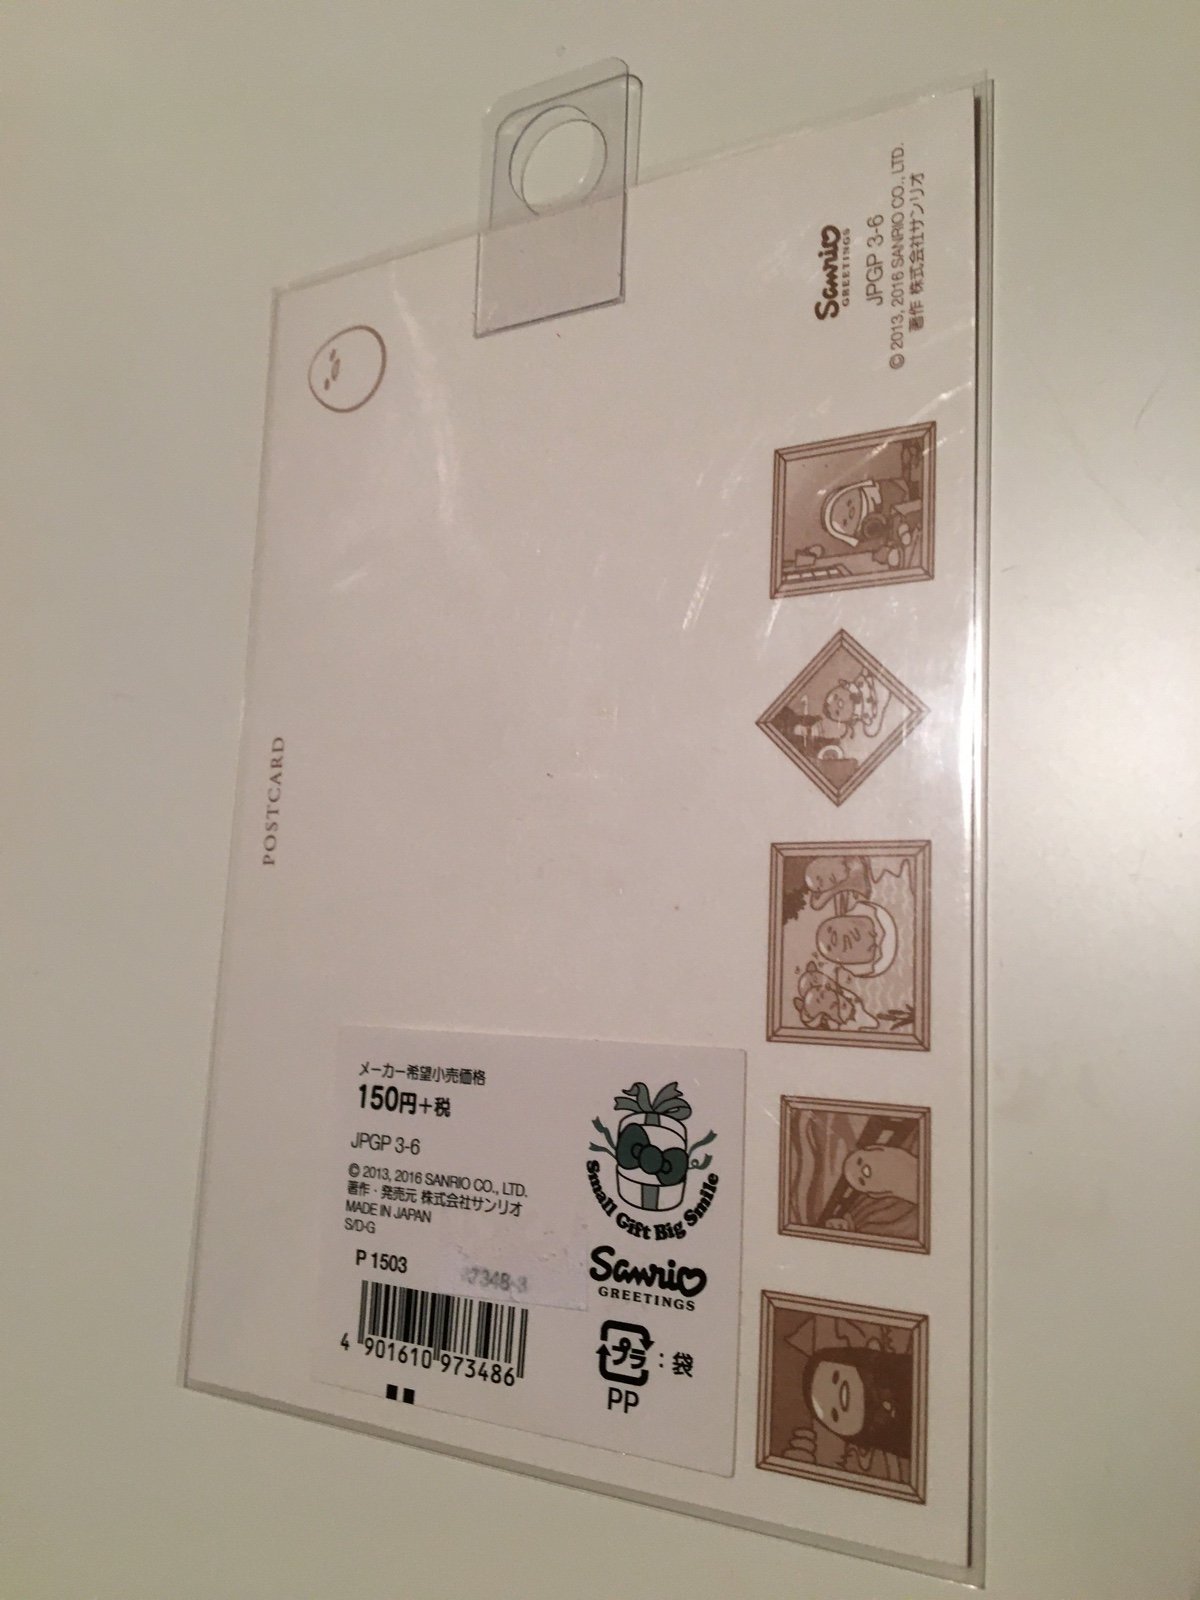 POSTCARD
Sanrio
GREETINGS
JPGP 3-6
© 2013, 2016 SANRIO CO., LTD.
著作 株式会社サンリオ
メーカー希望小売価格
150円+税
JPGP 3-6
© 2013, 2016 SANRIO CO., LTD.
著作・発売元 株式会社サンリオ
MADE IN JAPAN
S/D·G
P 1503
4 901610 973486
Small Gift Big Smile
Sanrio
GREETINGS
プラ : 袋
PP